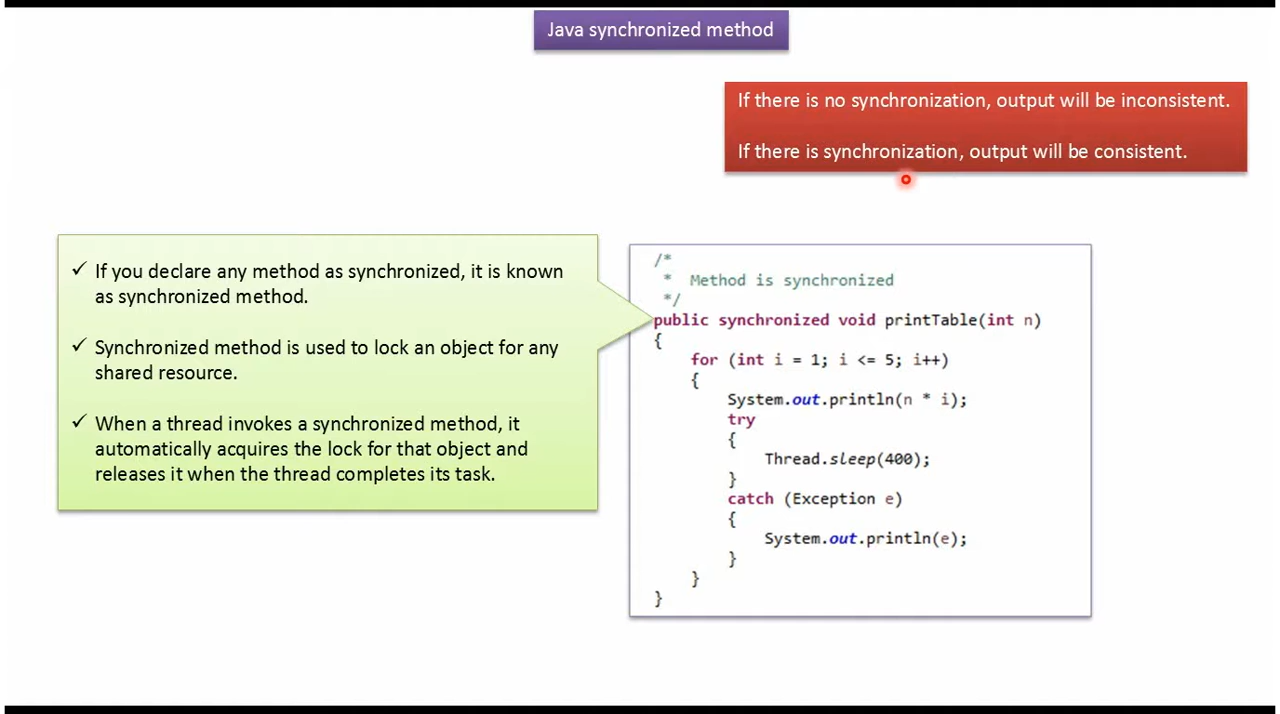 Java synchronized method
If there is no synchronization, output will be inconsistent.
If there is synchronization, output will be consistent.
✓ If you declare any method as synchronized, it is known
as synchronized method.
✓ Synchronized method is used to lock an object for any
shared resource.
✓ When a thread invokes a synchronized method, it
automatically acquires the lock for that object and
releases it when the thread completes its task.
/*
* Method is synchronized
*/
public synchronized void printTable(int n)
{
for (int i = 1; i <= 5; i++)
{
System.out.println(n * i);
try
{
Thread.sleep(400);
}
catch (Exception e)
{
System.out.println(e);
}
}
}